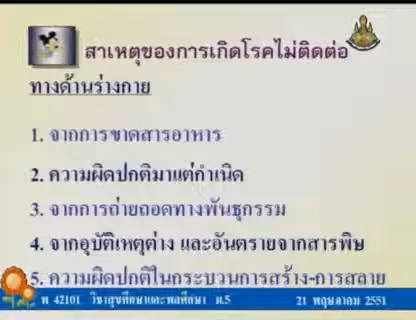 สาเหตุของการเกิดโรคไม่ติดต่อ
ทางด้านร่างกาย
1. จากการขาดสารอาหาร
2. ความผิดปกติมาแต่กำเนิด
3. จากการถ่ายถอดทางพันธุกรรม
4. จากอุบัติเหตุต่าง และอันตรายจากสารพิษ
5. ความผิดปกติในกระบวนการสร้าง-การสลาย
พ 42101 วิชาสุขศึกษาและพลศึกษา ม.5 21 พฤษภาคม 2551